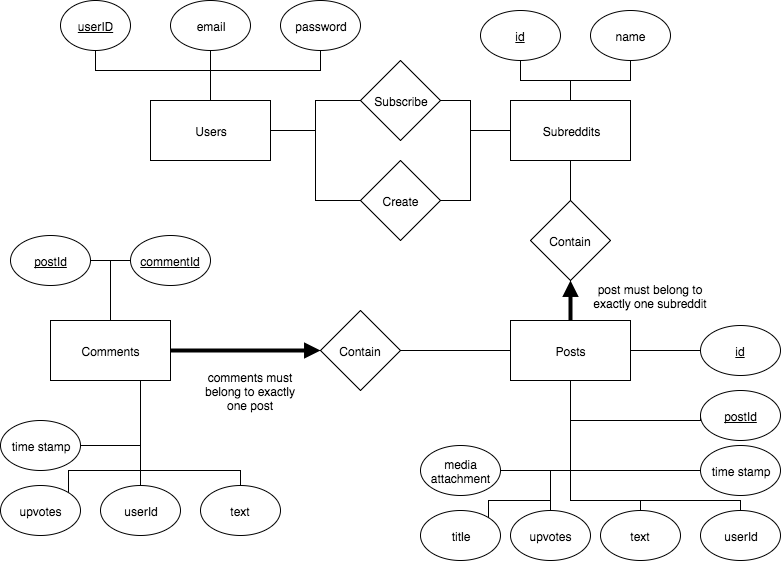 userID
email
password
id
name
Users
Subscribe
Subreddits
Create
Contain
postId
commentId
post must belong to
exactly one subreddit
Comments
Contain
Posts
id
comments must
belong to exactly
one post
postId
time stamp
media
attachment
time stamp
upvotes
userId
text
title
upvotes
text
userId